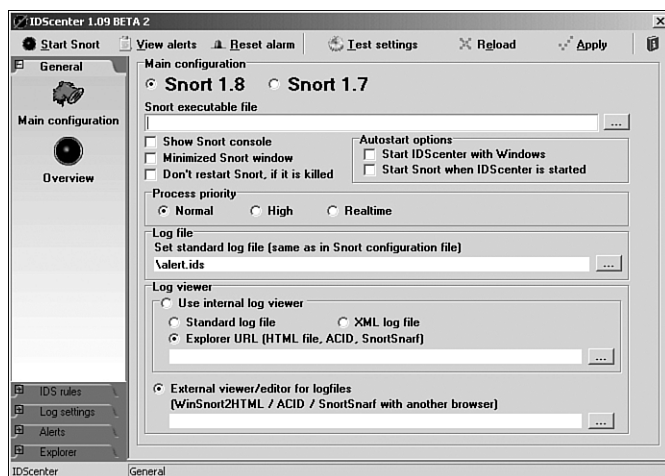 IDScenter 1.09 BETA 2
Start Snort View alerts Reset alarm Test settings Reload Apply
General
Main configuration
Overview
IDS rules
Log settings
Alerts
Explorer
Main configuration
Snort 1.8 Snort 1.7
Snort executable file
...
Show Snort console
Minimized Snort window
Don't restart Snort, if it is killed
Autostart options
Start IDScenter with Windows
Start Snort when IDScenter is started
Process priority
Normal High Realtime
Log file
Set standard log file (same as in Snort configuration file)
\alert.ids ...
Log viewer
Use internal log viewer
Standard log file XML log file
Explorer URL (HTML file, ACID, SnortSnarf)
...
External viewer/editor for logfiles
(WinSnort2HTML / ACID / SnortSnarf with another browser)
...
IDScenter General